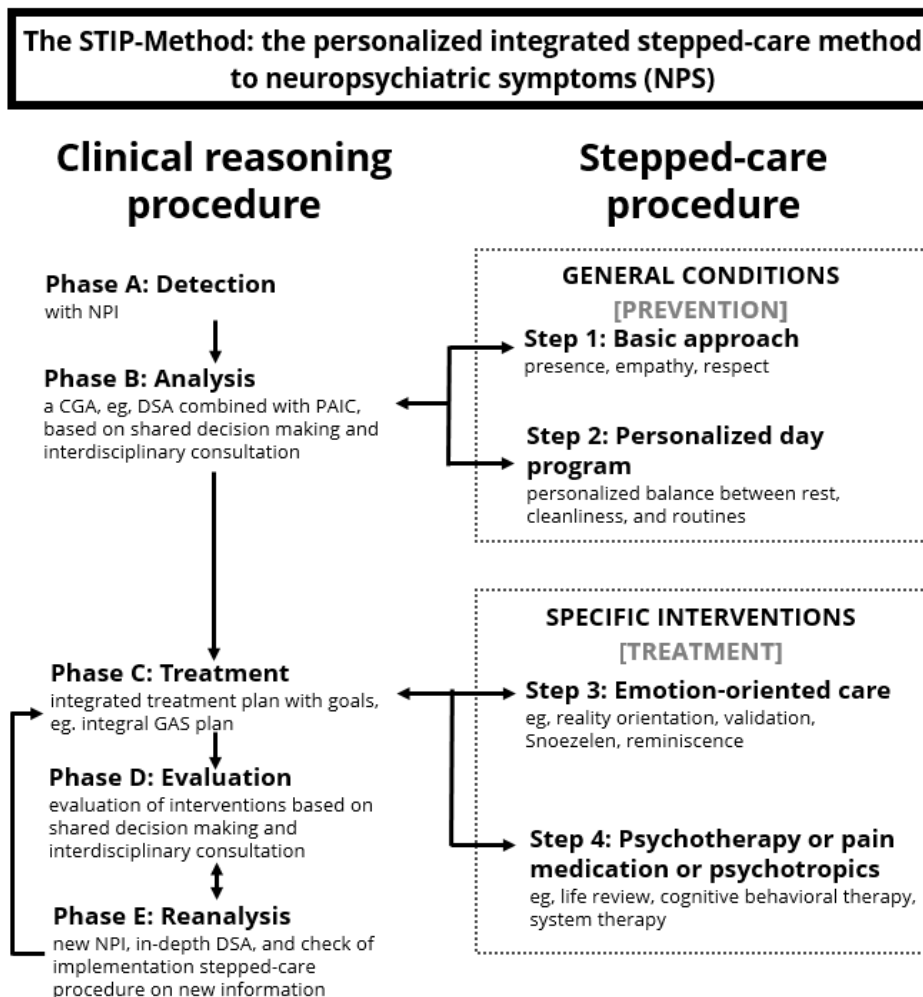 The STIP-Method: the personalized integrated stepped-care method
to neuropsychiatric symptoms (NPS)
Clinical reasoning
procedure
Phase A: Detection
with NPI
Phase B: Analysis
a CGA, eg, DSA combined with PAIC,
based on shared decision making and
interdisciplinary consultation
Phase C: Treatment
integrated treatment plan with goals,
eg. integral GAS plan
Phase D: Evaluation
evaluation of interventions based on
shared decision making and
interdisciplinary consultation
Phase E: Reanalysis
new NPI, in-depth DSA, and check of
implementation stepped-care
procedure on new information
Stepped-care
procedure
GENERAL CONDITIONS
[PREVENTION]
Step 1: Basic approach
presence, empathy, respect
Step 2: Personalized day
program
personalized balance between rest,
cleanliness, and routines
SPECIFIC INTERVENTIONS
[TREATMENT]
Step 3: Emotion-oriented care
eg, reality orientation, validation,
Snoezelen, reminiscence
Step 4: Psychotherapy or pain
medication or psychotropics
eg, life review, cognitive behavioral therapy,
system therapy